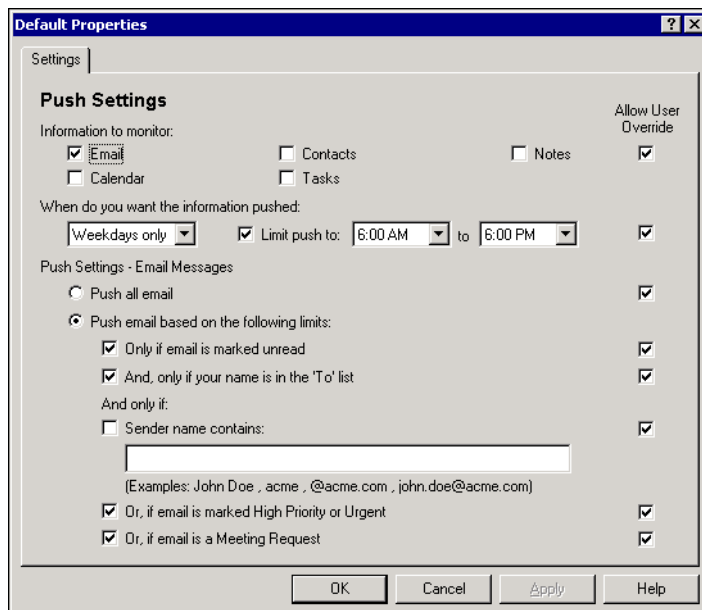 Default Properties
Settings
Push Settings
Allow User
Override
Information to monitor:
Email Contacts Notes
Calendar Tasks
When do you want the information pushed:
Weekdays only Limit push to: 6:00 AM to 6:00 PM
Push Settings - Email Messages
Push all email
Push email based on the following limits:
Only if email is marked unread
And, only if your name is in the 'To' list
And only if:
Sender name contains:
(Examples: John Doe , acme , @acme.com , john.doe@acme.com)
Or, if email is marked High Priority or Urgent
Or, if email is a Meeting Request
OK Cancel Apply Help